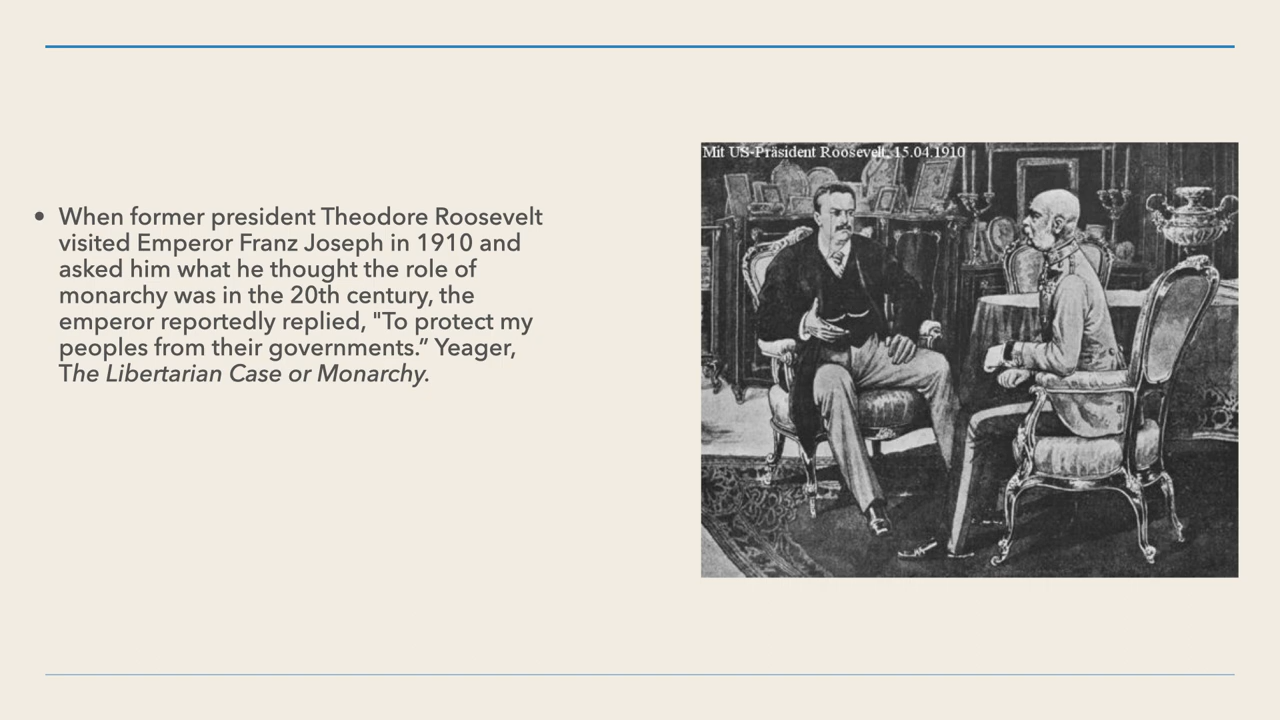 Mit US-Präsident Roosevelt, 15.04.1910
• When former president Theodore Roosevelt
visited Emperor Franz Joseph in 1910 and
asked him what he thought the role of
monarchy was in the 20th century, the
emperor reportedly replied, "To protect my
peoples from their governments.” Yeager,
The Libertarian Case or Monarchy.